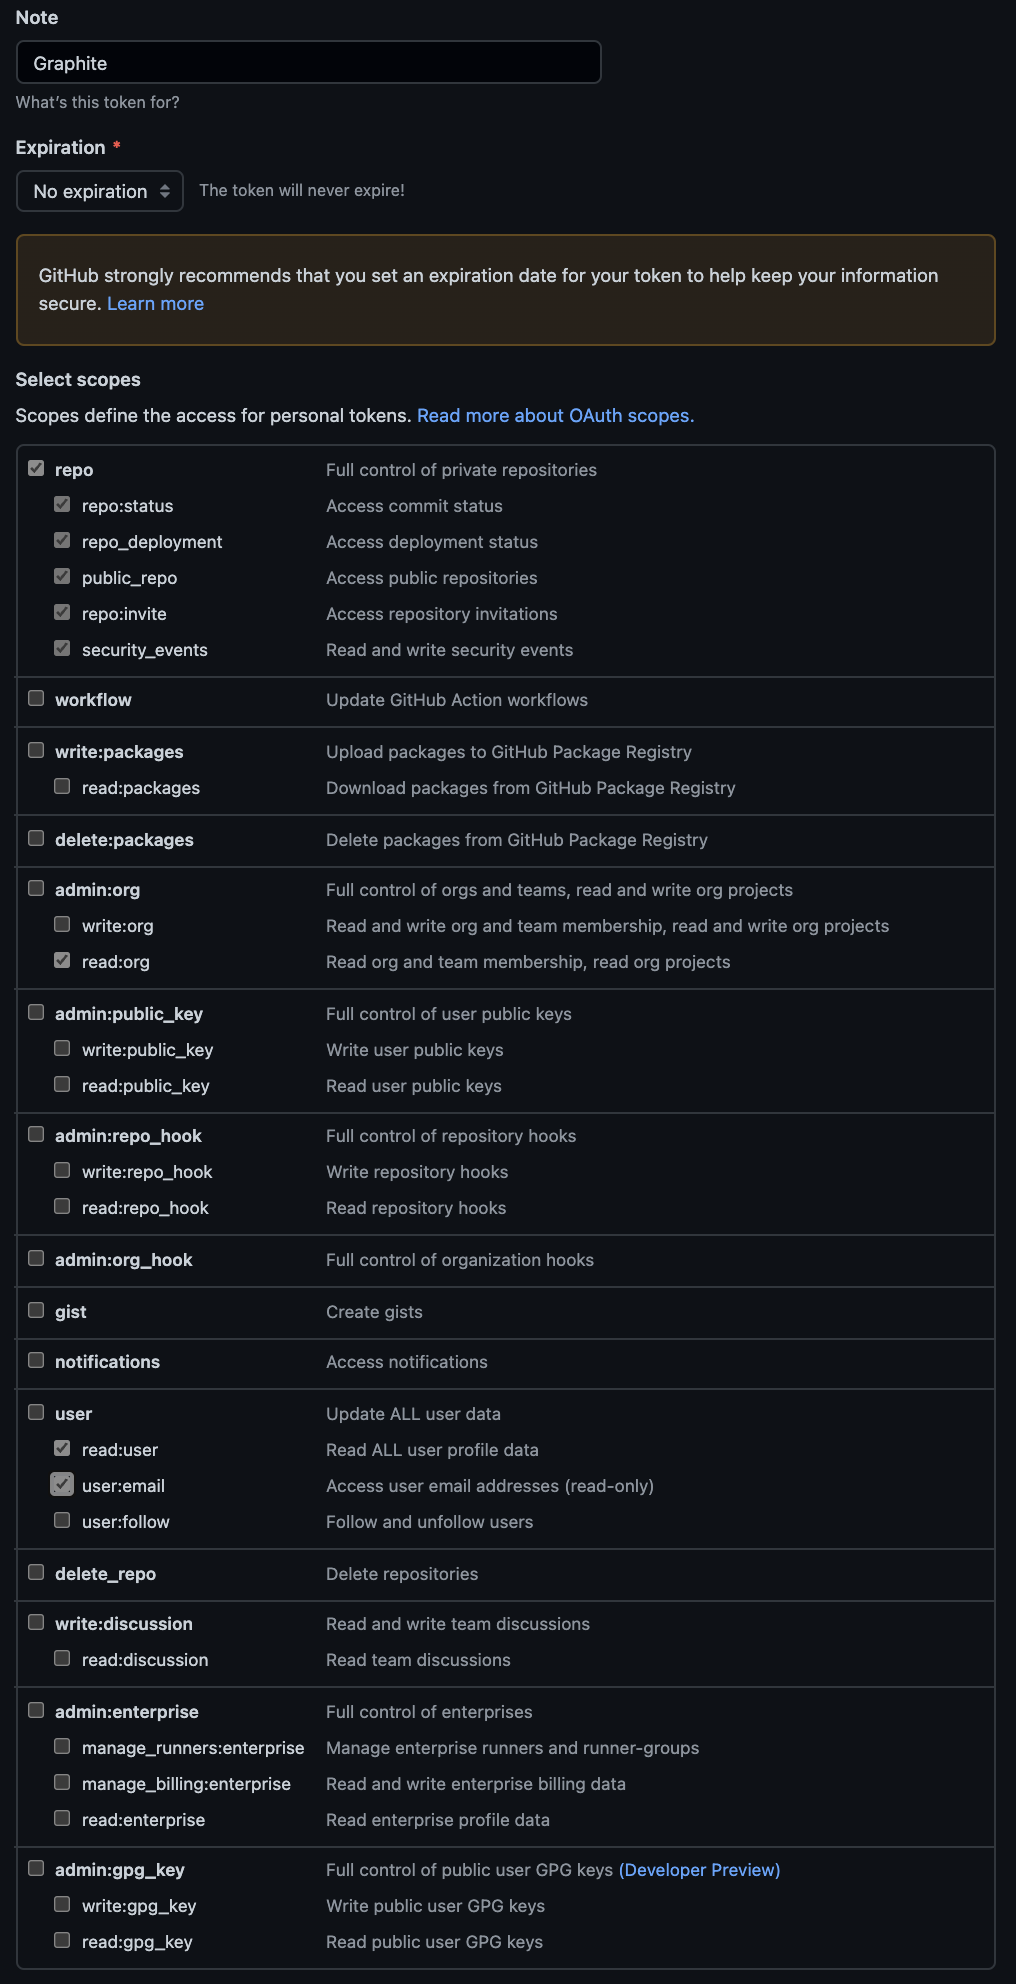 Note
Graphite
What's this token for?
Expiration *
No expiration The token will never expire!
GitHub strongly recommends that you set an expiration date for your token to help keep your information
secure. Learn more
Select scopes
Scopes define the access for personal tokens. Read more about OAuth scopes.
repo Full control of private repositories
repo:status Access commit status
repo_deployment Access deployment status
public_repo Access public repositories
repo:invite Access repository invitations
security_events Read and write security events
workflow Update GitHub Action workflows
write:packages Upload packages to GitHub Package Registry
read:packages Download packages from GitHub Package Registry
delete:packages Delete packages from GitHub Package Registry
admin:org Full control of orgs and teams, read and write org projects
write:org Read and write org and team membership, read and write org projects
read:org Read org and team membership, read org projects
admin:public_key Full control of user public keys
write:public_key Write user public keys
read:public_key Read user public keys
admin:repo_hook Full control of repository hooks
write:repo_hook Write repository hooks
read:repo_hook Read repository hooks
admin:org_hook Full control of organization hooks
gist Create gists
notifications Access notifications
user Update ALL user data
read:user Read ALL user profile data
user:email Access user email addresses (read-only)
user:follow Follow and unfollow users
delete_repo Delete repositories
write:discussion Read and write team discussions
read:discussion Read team discussions
admin:enterprise Full control of enterprises
manage_runners:enterprise Manage enterprise runners and runner-groups
manage_billing:enterprise Read and write enterprise billing data
read:enterprise Read enterprise profile data
admin:gpg_key Full control of public user GPG keys (Developer Preview)
write:gpg_key Write public user GPG keys
read:gpg_key Read public user GPG keys